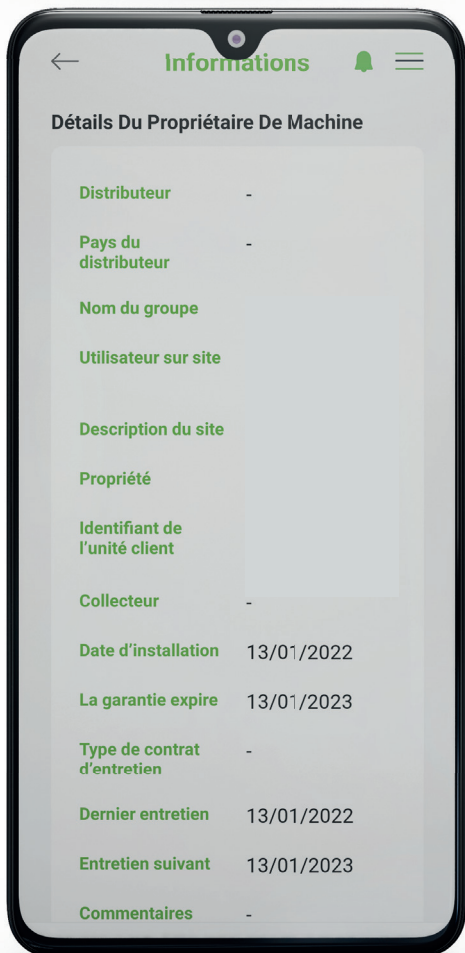 Informations
Détails Du Propriétaire De Machine
Distributeur -
Pays du -
distributeur
Nom du groupe
Utilisateur sur site
Description du site
Propriété
Identifiant de
l'unité client
Collecteur -
Date d'installation 13/01/2022
La garantie expire 13/01/2023
Type de contrat -
d'entretien
Dernier entretien 13/01/2022
Entretien suivant 13/01/2023
Commentaires -